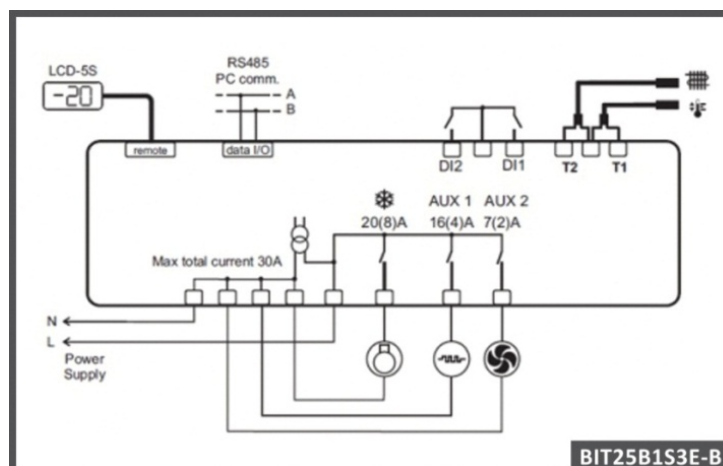 LCD-5S
-20
RS485
PC comm.
A
B
remote
data I/O
DI2
DI1
T2
T1
AUX 1
AUX 2
20(8)A
16(4)A
7(2)A
Max total current 30A
N
L
Power
Supply
BIT25B1S3E-B